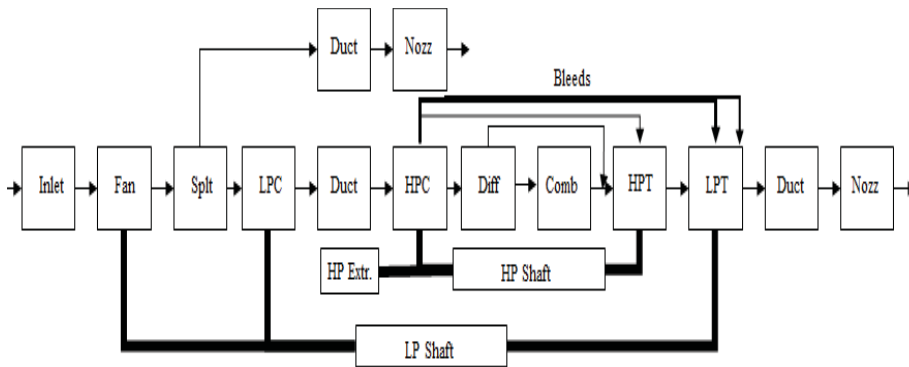 Duct
Nozz
Bleeds
Inlet
Fan
Splt
LPC
Duct
HPC
Diff
Comb
HPT
LPT
Duct
Nozz
HP Extr.
HP Shaft
LP Shaft